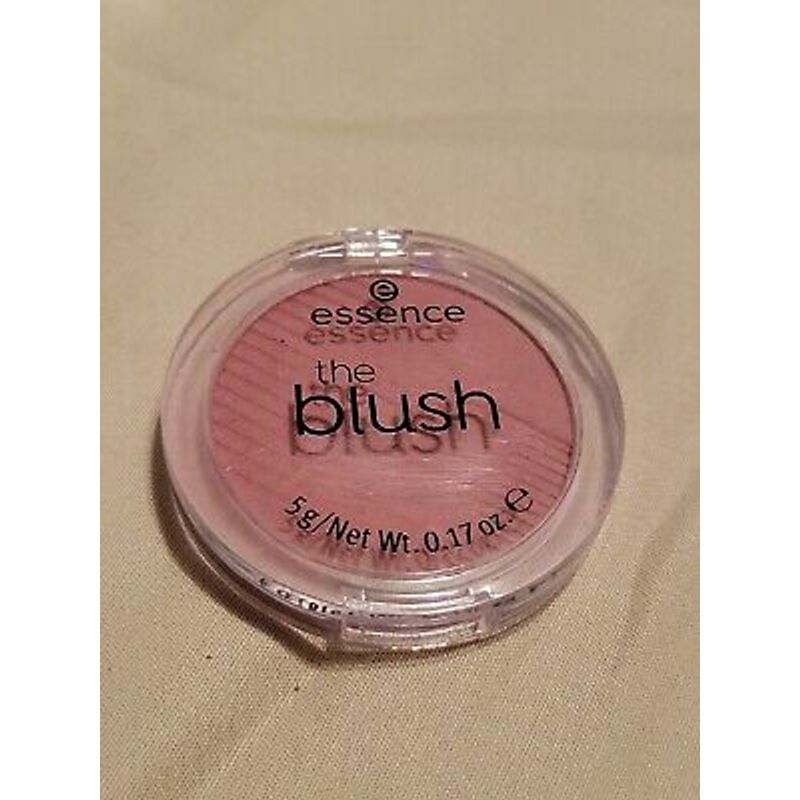 essence
the
blush
5g/Net Wt. 0.17 oz. e